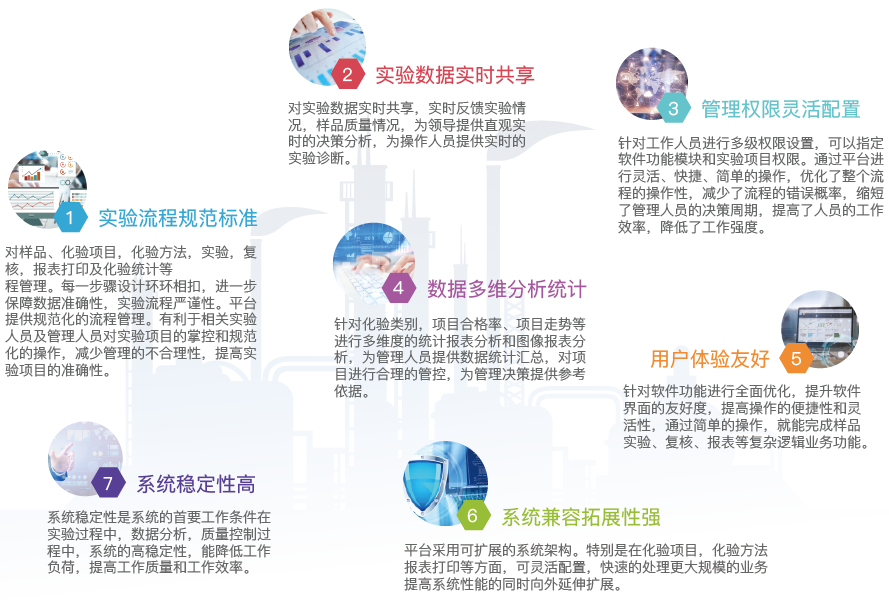 1
实验流程规范标准
对样品、化验项目，化验方法，实验，复
核，报表打印及化验统计等
程管理。每一步骤设计环环相扣，进一步
保障数据准确性，实验流程严谨性。平台
提供规范化的流程管理。有利于相关实验
人员及管理人员对实验项目的掌控和规范
化的操作，减少管理的不合理性，提高实
验项目的准确性。
2
实验数据实时共享
对实验数据实时共享，实时反馈实验情
况，样品质量情况，为领导提供直观实
时的决策分析，为操作人员提供实时的
实验诊断。
3
管理权限灵活配置
针对工作人员进行多级权限设置，可以指定
软件功能模块和实验项目权限。通过平台进
行灵活、快捷、简单的操作，优化了整个流
程的操作性，减少了流程的错误概率，缩短
了管理人员的决策周期，提高了人员的工作
效率，降低了工作强度。
4
数据多维分析统计
针对化验类别，项目合格率、项目走势等
进行多维度的统计报表分析和图像报表分
析，为管理人员提供数据统计汇总，对项
目进行合理的管控，为管理决策提供参考
依据。
用户体验友好
5
针对软件功能进行全面优化，提升软件
界面的友好度，提高操作的便捷性和灵
活性，通过简单的操作，就能完成样品
实验、复核、报表等复杂逻辑业务功能。
6
系统兼容拓展性强
平台采用可扩展的系统架构。特别是在化验项目，化验方法
报表打印等方面，可灵活配置，快速的处理更大规模的业务
提高系统性能的同时向外延伸扩展。
7
系统稳定性高
系统稳定性是系统的首要工作条件在
实验过程中，数据分析，质量控制过
程中，系统的高稳定性，能降低工作
负荷，提高工作质量和工作效率。